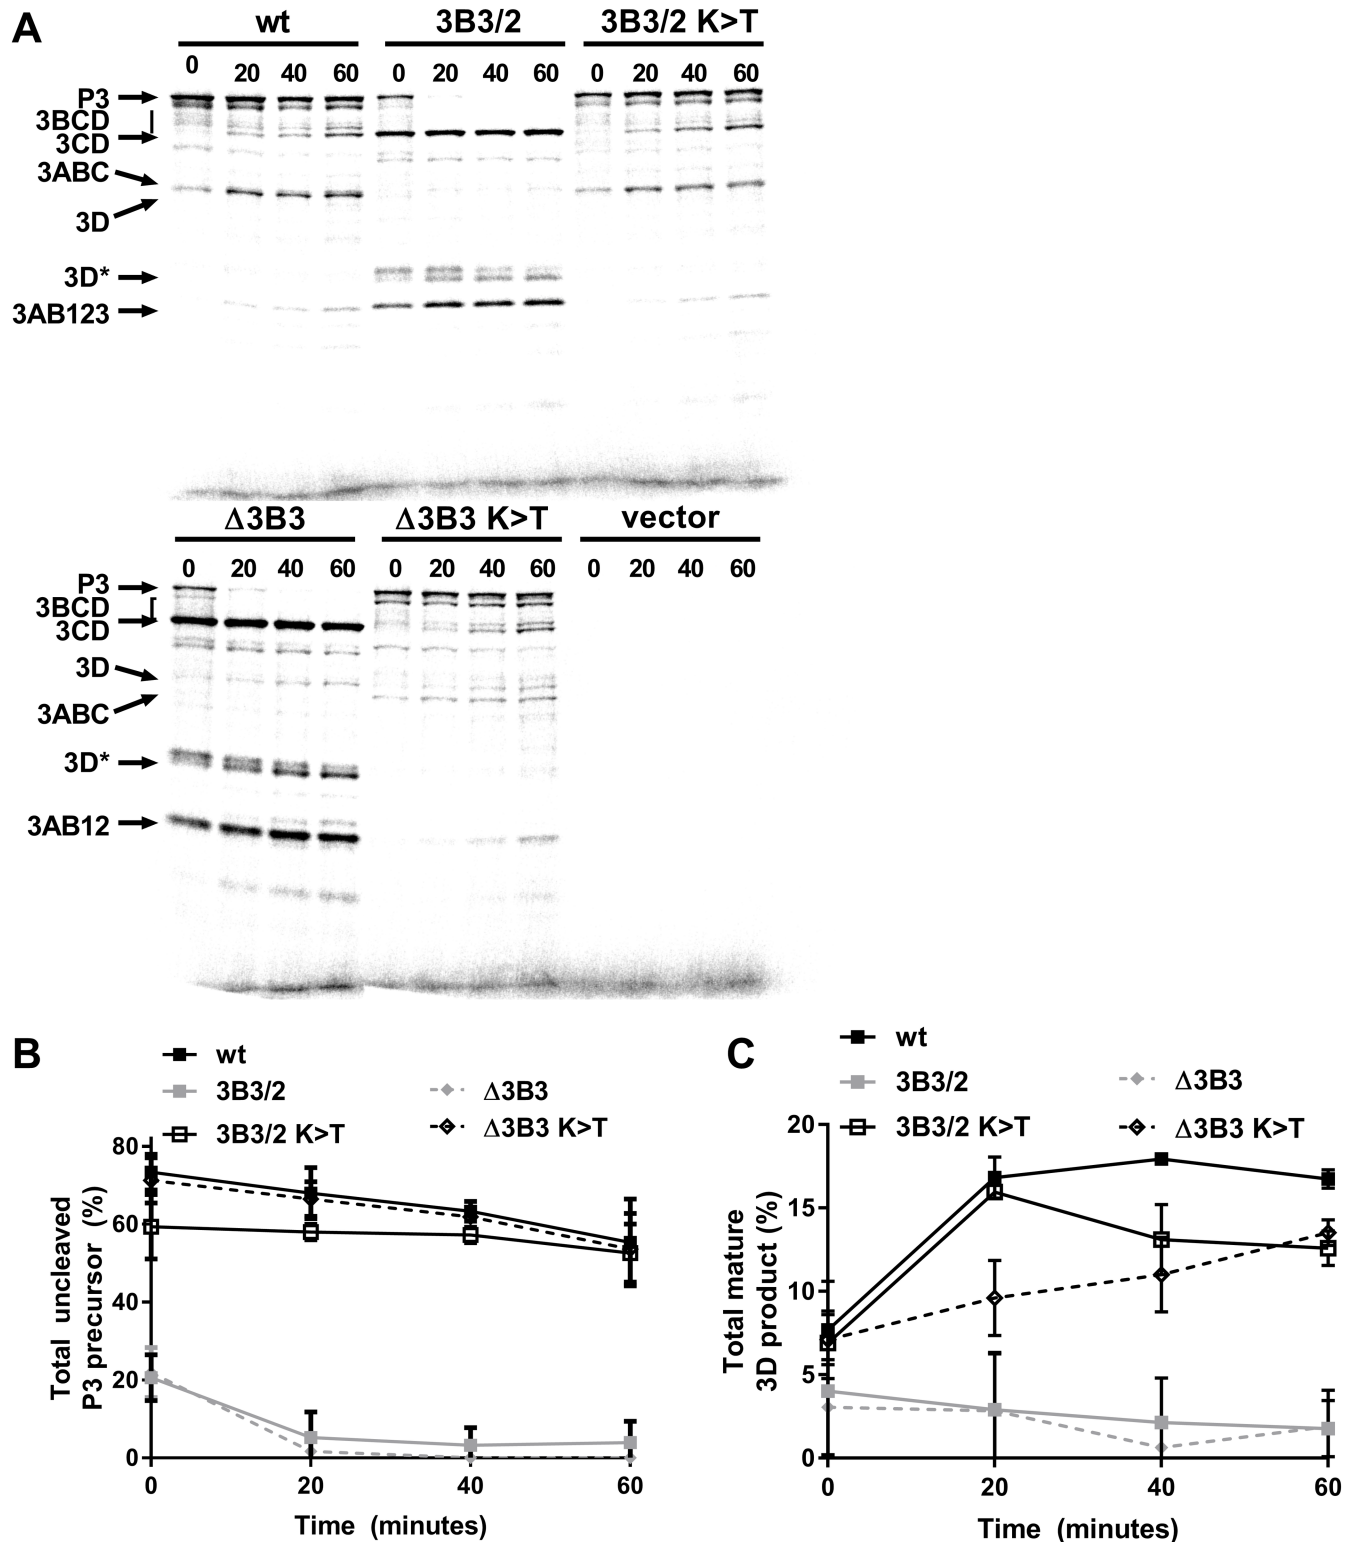 A
wt 3B3/2 3B3/2 K>T
0 20 40 60 0 20 40 60 0 20 40 60
P3
3BCD
3CD
3ABC
3D
3D*
3AB123
Δ3B3 Δ3B3 K>T vector
0 20 40 60 0 20 40 60 0 20 40 60
P3
3BCD
3CD
3D
3ABC
3D*
3AB12
B
wt
3B3/2 Δ3B3
3B3/2 K>T Δ3B3 K>T
Total uncleaved
P3 precursor (%)
80
60
40
20
0
0 20 40 60
Time (minutes)
C
wt
3B3/2 Δ3B3
3B3/2 K>T Δ3B3 K>T
Total mature
3D product (%)
20
15
10
5
0
0 20 40 60
Time (minutes)